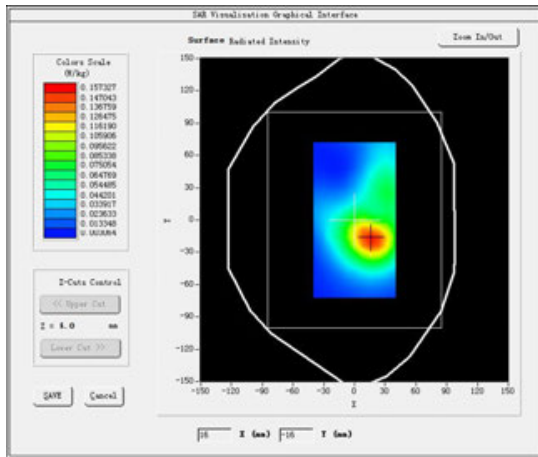 SAR Visualisation Graphical Interface
Surface Radiated Intensity
Zoom In/Out
Colors Scale
(W/kg)
0.157327
0.147043
0.136759
0.126475
0.116190
0.105906
0.095622
0.085338
0.075054
0.064769
0.054485
0.044201
0.033917
0.023633
0.013348
0.003064
150
120
90
60
30
0
-30
-60
-90
-120
-150
Y
-150 -120 -90 -60 -30 0 30 60 90 120 150
X
Z-Cuts Control
<< Upper Cut
Z = 4.0 mm
Lower Cut >>
SAVE Cancel
16 X (mm) -16 Y (mm)